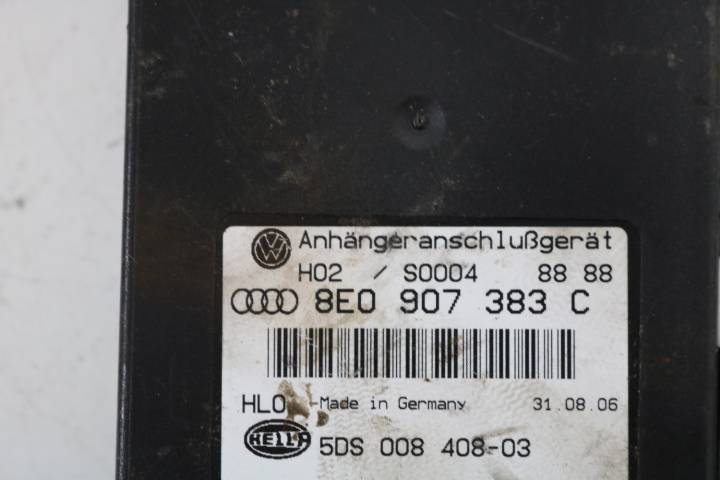 Anhängeranschlußgerät
H02 / S0004 88 88
8E0 907 383 C
HLO Made in Germany 31.08.06
HELLA 5DS 008 408-03